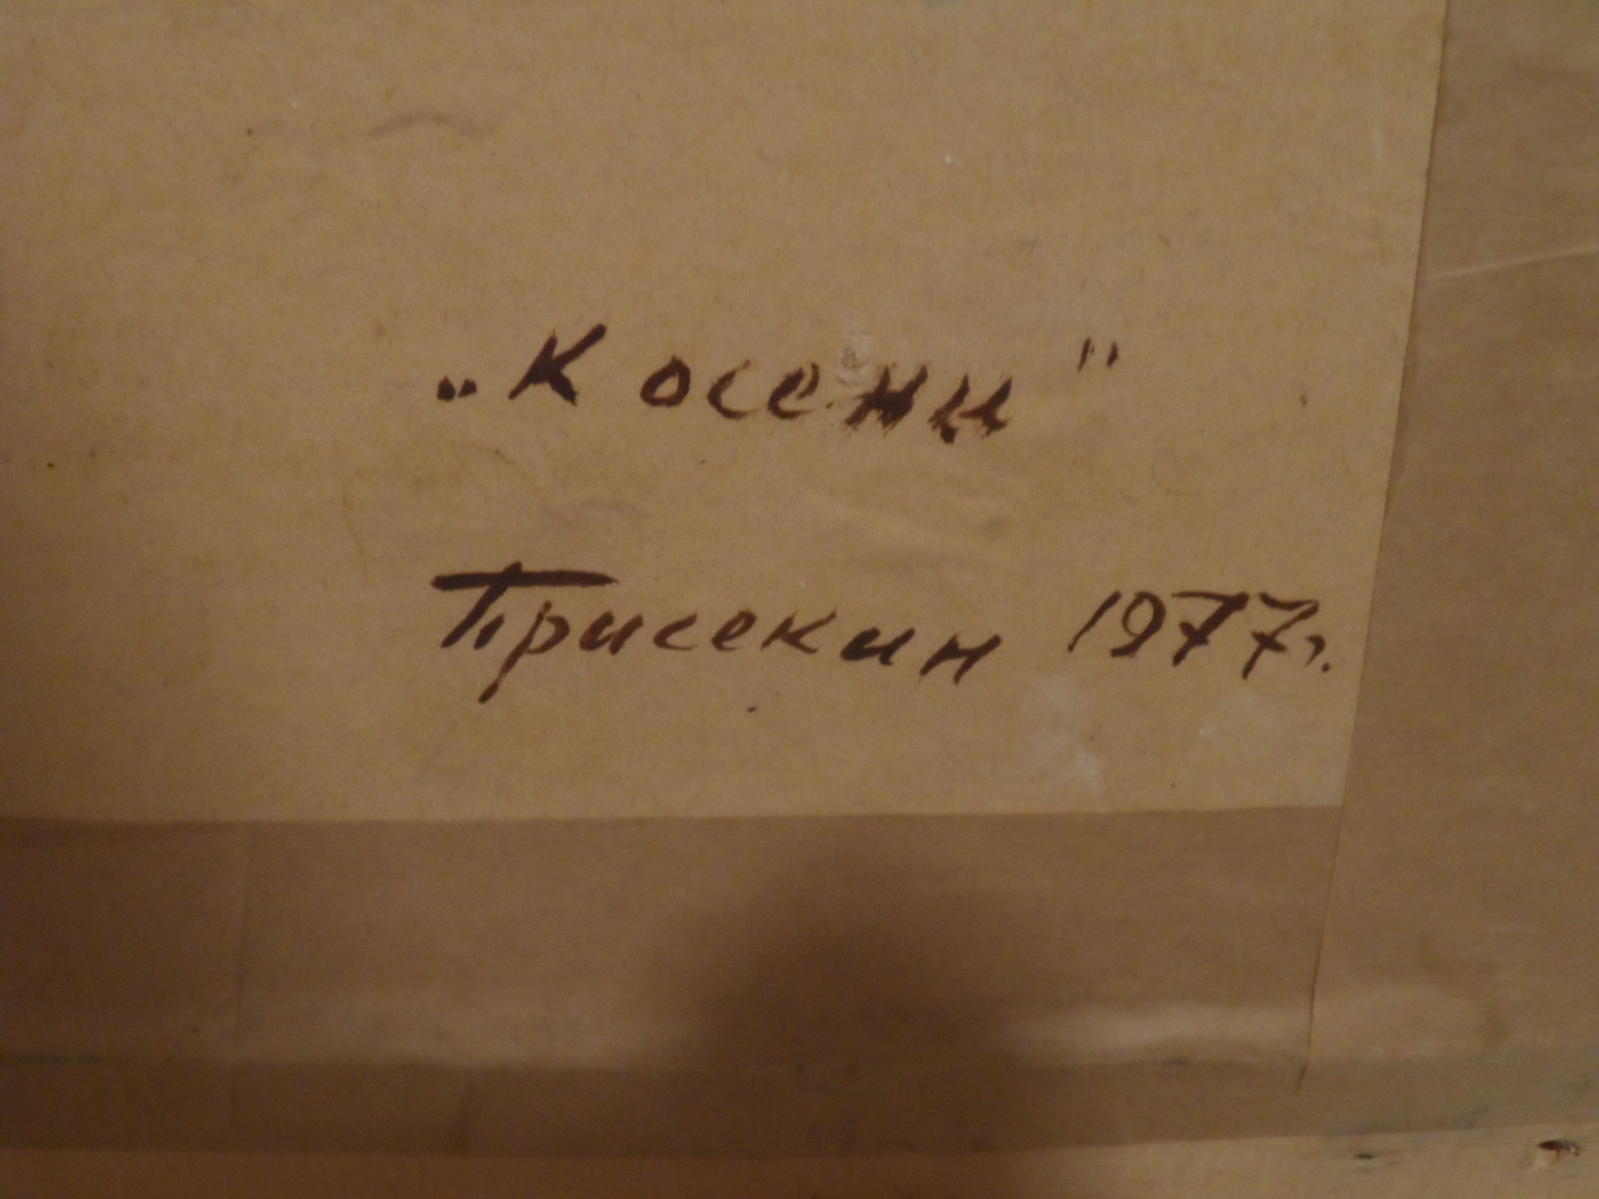 „К осени"
Присекин 1977г.